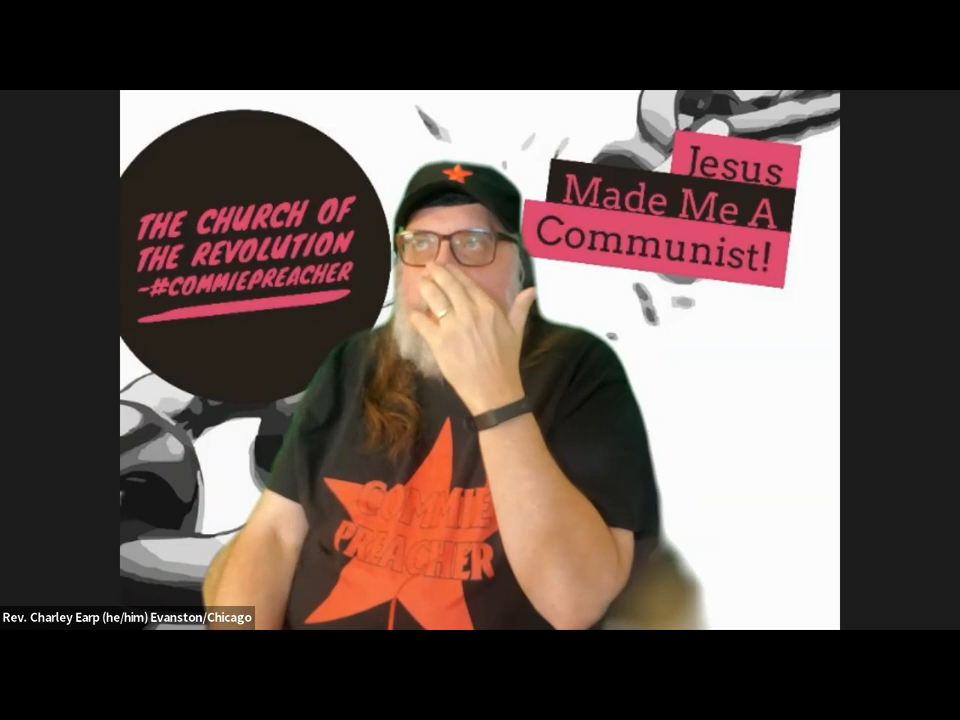 THE CHURCH OF
THE REVOLUTION
-#COMMIEPREACHER
Jesus
Made Me A
Communist!
COMMIE
PREACHER
Rev. Charley Earp (he/him) Evanston/Chicago